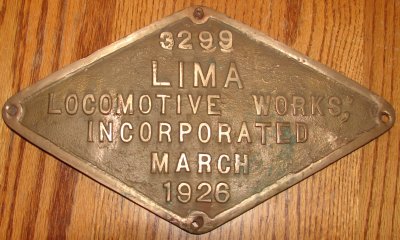 3299
LIMA
LOCOMOTIVE WORKS,
INCORPORATED
MARCH
1926